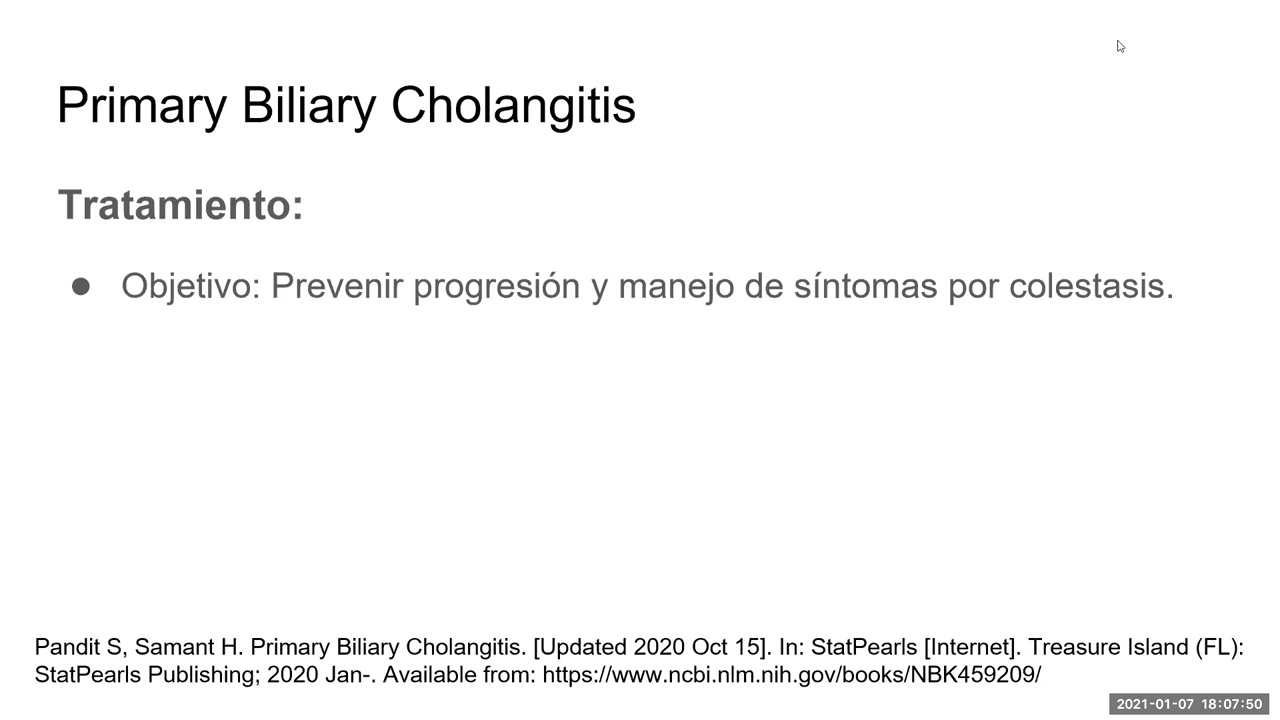 Primary Biliary Cholangitis
Tratamiento:
● Objetivo: Prevenir progresión y manejo de síntomas por colestasis.
Pandit S, Samant H. Primary Biliary Cholangitis. [Updated 2020 Oct 15]. In: StatPearls [Internet]. Treasure Island (FL):
StatPearls Publishing; 2020 Jan-. Available from: https://www.ncbi.nlm.nih.gov/books/NBK459209/
2021-01-07 18:07:50